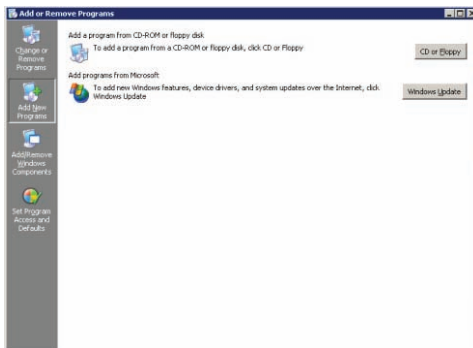 Add or Remove Programs
Change or
Remove
Programs
Add New
Programs
Add/Remove
Windows
Components
Set Program
Access and
Defaults
Add a program from CD-ROM or floppy disk
To add a program from a CD-ROM or floppy disk, click CD or Floppy
CD or Floppy
Add programs from Microsoft
To add new Windows features, device drivers, and system updates over the Internet, click
Windows Update
Windows Update